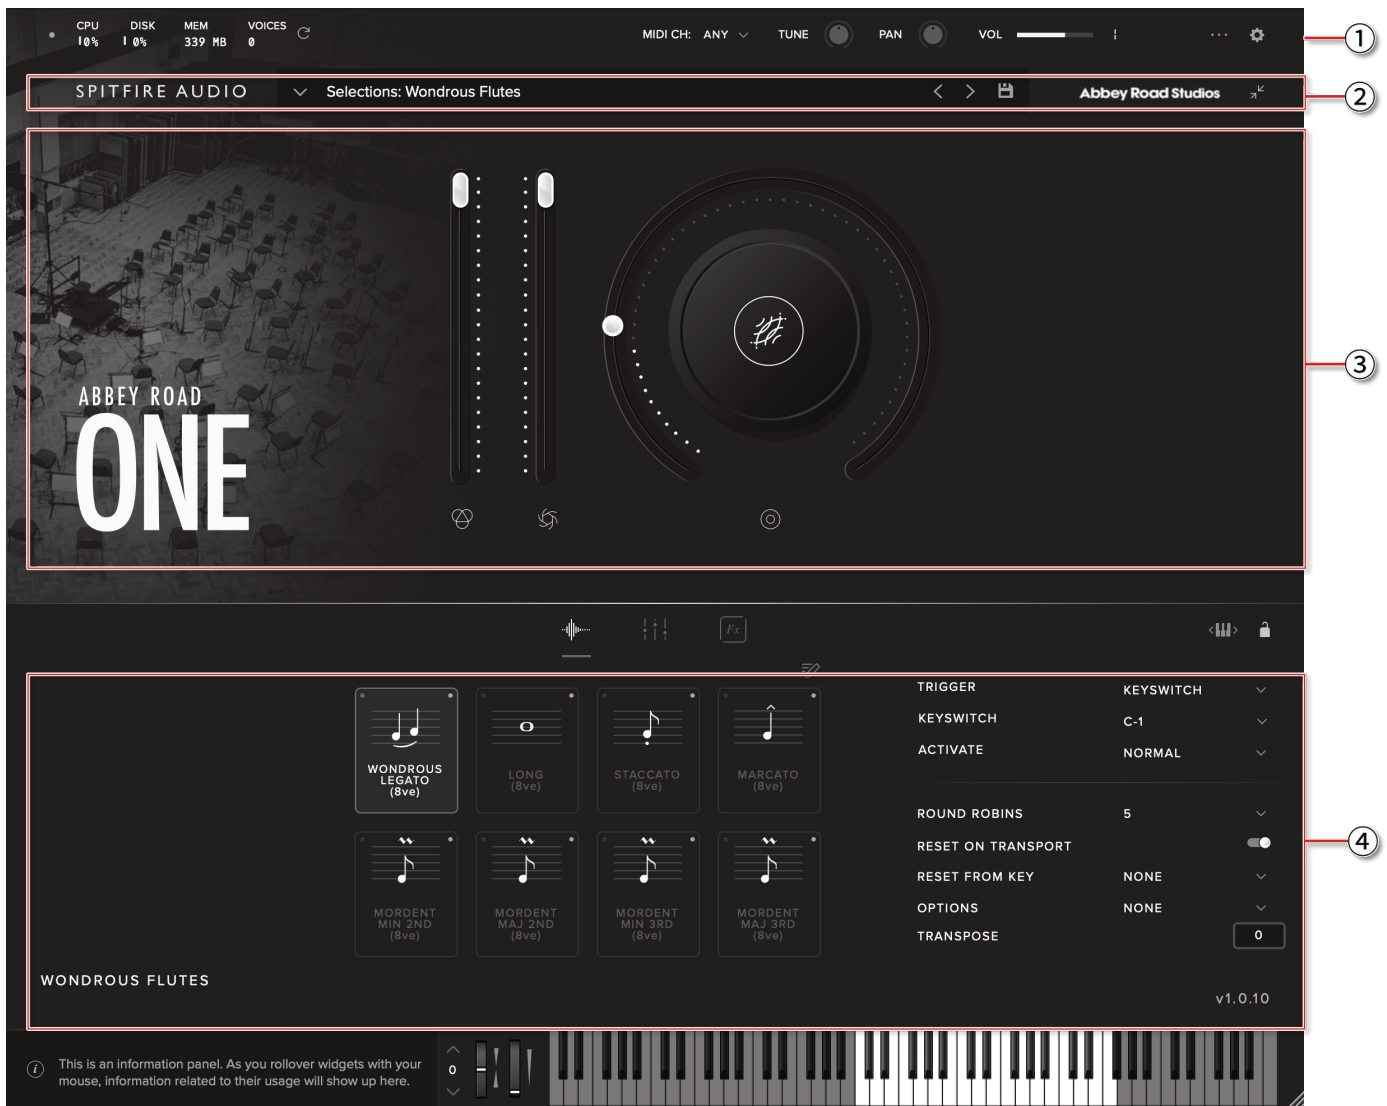 CPU DISK MEM VOICES
10% 10% 339 MB 0
MIDI CH: ANY TUNE PAN VOL
1
SPITFIRE AUDIO Selections: Wondrous Flutes Abbey Road Studios
2
3
ABBEY ROAD
ONE
Fx
TRIGGER KEYSWITCH
KEYSWITCH C-1
ACTIVATE NORMAL
WONDROUS
LEGATO
(8ve)
LONG
(8ve)
STACCATO
(8ve)
MARCATO
(8ve)
ROUND ROBINS 5
RESET ON TRANSPORT
4
RESET FROM KEY NONE
OPTIONS NONE
TRANSPOSE 0
MORDENT
MIN 2ND
(8ve)
MORDENT
MAJ 2ND
(8ve)
MORDENT
MIN 3RD
(8ve)
MORDENT
MAJ 3RD
(8ve)
WONDROUS FLUTES
v1.0.10
i
This is an information panel. As you rollover widgets with your
mouse, information related to their usage will show up here.
0